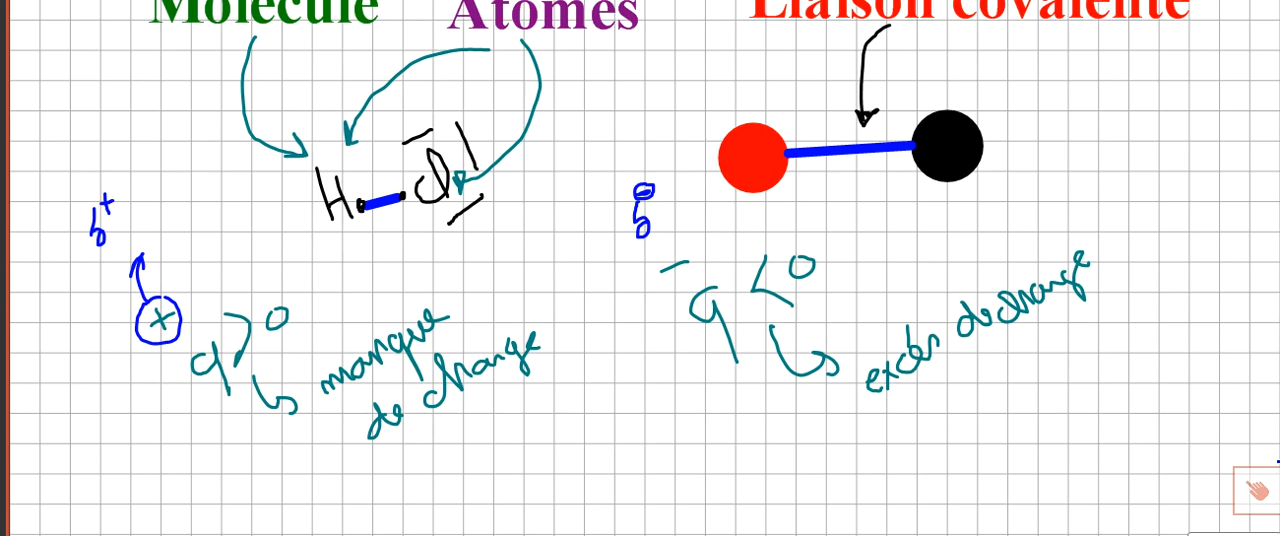 Molécule Atomes Liaison covalente
H Cl
δ+ δ-
+ q > 0 - q < 0
manque
de charge
excès de charge